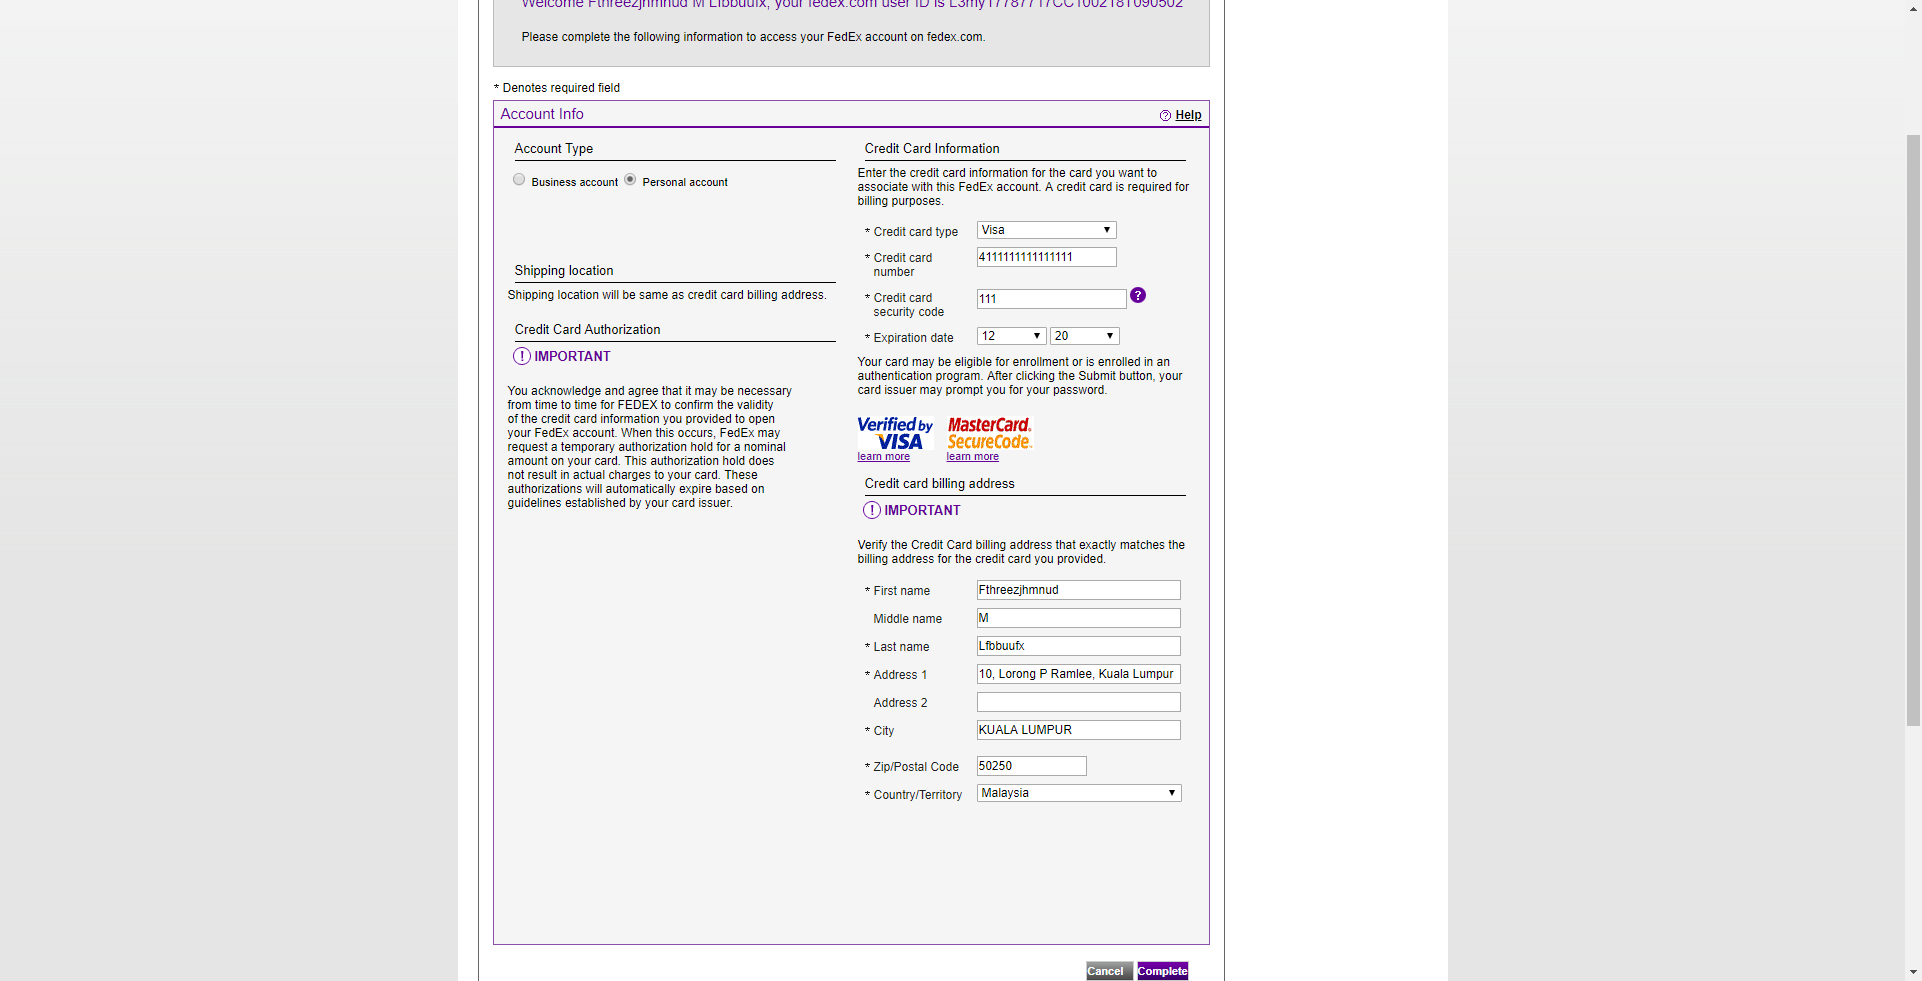 Welcome Fthreezjhmnud M Lfbbuufx, your fedex.com user ID is L3my17787717CC1002181090502
Please complete the following information to access your FedEx account on fedex.com.
* Denotes required field
Account Info
Help
Account Type
Business account
Personal account
Shipping location
Shipping location will be same as credit card billing address.
Credit Card Authorization
IMPORTANT
You acknowledge and agree that it may be necessary
from time to time for FEDEX to confirm the validity
of the credit card information you provided to open
your FedEx account. When this occurs, FedEx may
request a temporary authorization hold for a nominal
amount on your card. This authorization hold does
not result in actual charges to your card. These
authorizations will automatically expire based on
guidelines established by your card issuer.
Credit Card Information
Enter the credit card information for the card you want to
associate with this FedEx account. A credit card is required for
billing purposes.
* Credit card type Visa
* Credit card
number 4111111111111111
* Credit card
security code 111
* Expiration date 12 20
Your card may be eligible for enrollment or is enrolled in an
authentication program. After clicking the Submit button, your
card issuer may prompt you for your password.
Verified by
VISA
learn more
MasterCard.
SecureCode.
learn more
Credit card billing address
IMPORTANT
Verify the Credit Card billing address that exactly matches the
billing address for the credit card you provided.
* First name Fthreezjhmnud
Middle name M
* Last name Lfbbuufx
* Address 1 10, Lorong P Ramlee, Kuala Lumpur
Address 2
* City KUALA LUMPUR
* Zip/Postal Code 50250
* Country/Territory Malaysia
Cancel Complete